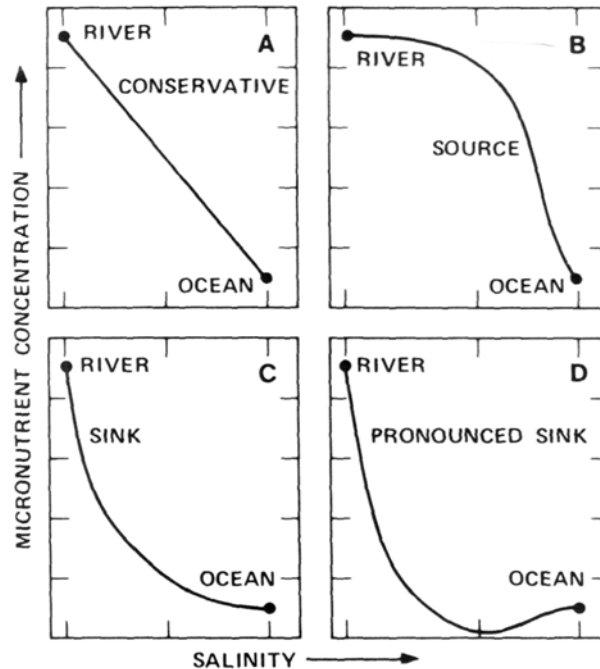 RIVER
A
CONSERVATIVE
OCEAN
B
RIVER
SOURCE
OCEAN
C
RIVER
SINK
OCEAN
D
RIVER
PRONOUNCED SINK
OCEAN
MICRONUTRIENT CONCENTRATION
SALINITY